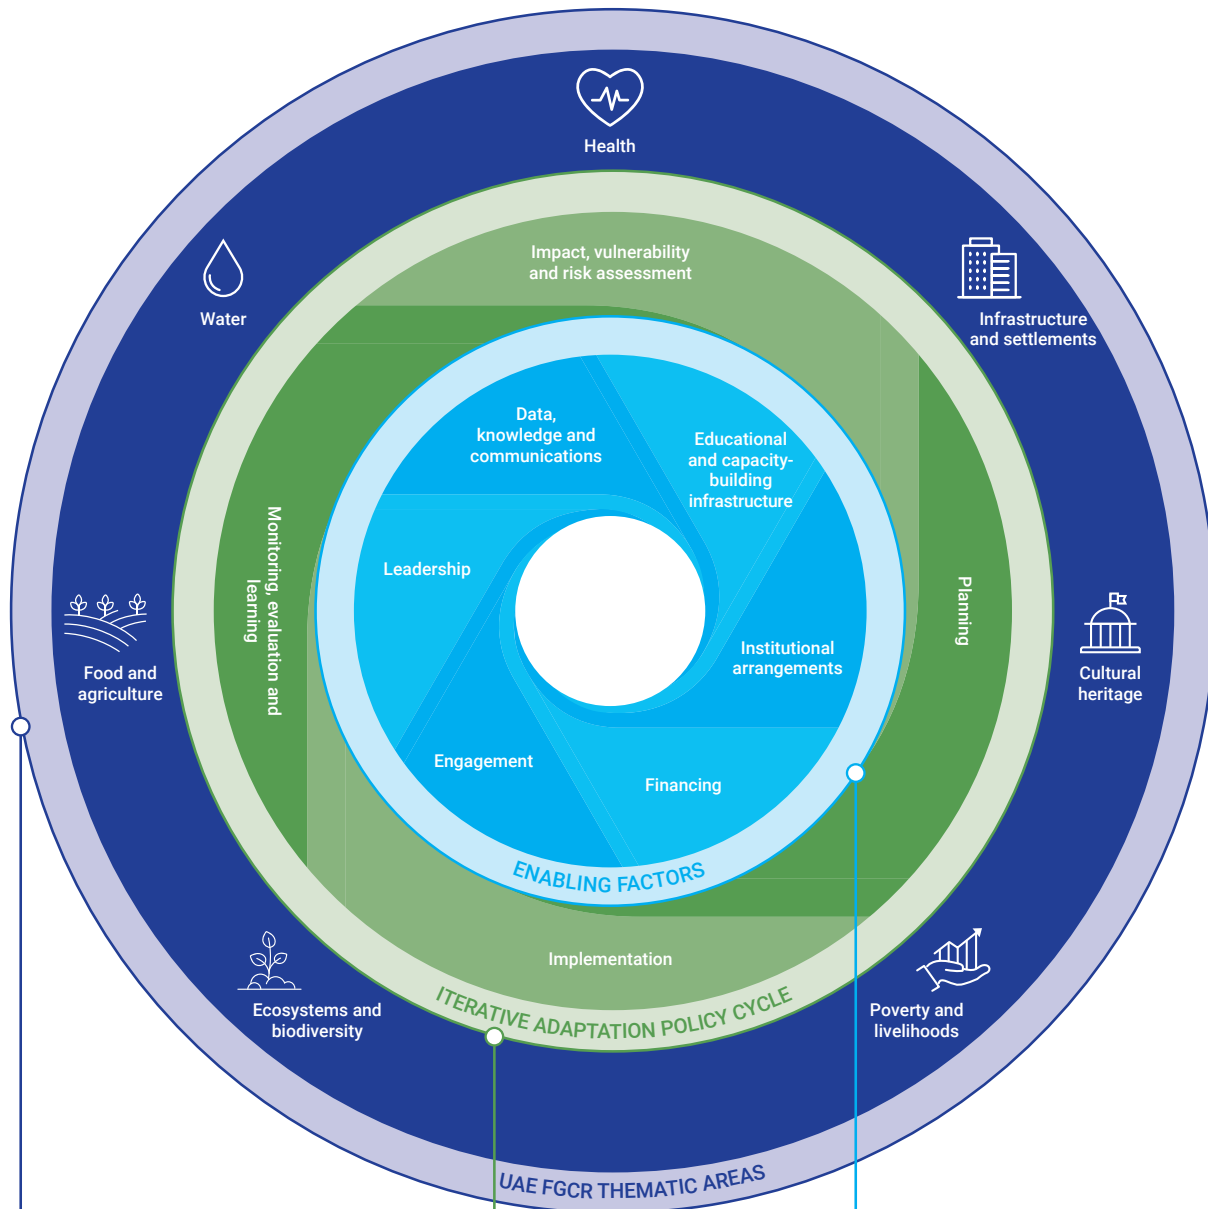 Health
Water
Infrastructure
and settlements
Food and
agriculture
Cultural
heritage
Ecosystems and
biodiversity
Poverty and
livelihoods
UAE FGCR THEMATIC AREAS
Impact, vulnerability
and risk assessment
Planning
Implementation
Monitoring, evaluation and
learning
ITERATIVE ADAPTATION POLICY CYCLE
Data,
knowledge and
communications
Educational
and capacity-
building
infrastructure
Leadership
Institutional
arrangements
Engagement
Financing
ENABLING FACTORS